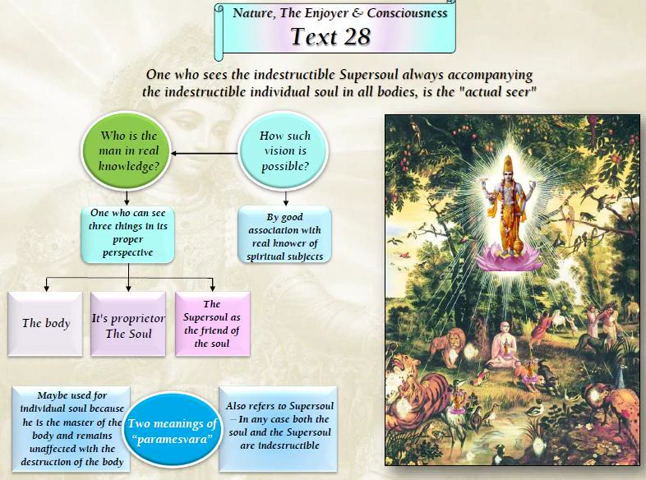 Nature, The Enjoyer & Consciousness
Text 28
One who sees the indestructible Supersoul always accompanying
the indestructible individual soul in all bodies, is the "actual seer"
Who is the
man in real
knowledge?
How such
vision is
possible?
One who can see
three things in its
proper
perspective
By good
association with
real knower of
spiritual subjects
The body
It's proprietor
The Soul
The
Supersoul as
the friend of
the soul
Maybe used for
individual soul because
he is the master of the
body and remains
unaffected with the
destruction of the body
Two meanings of
"paramesvara"
Also refers to Supersoul
– In any case both the
soul and the Supersoul
are indestructible